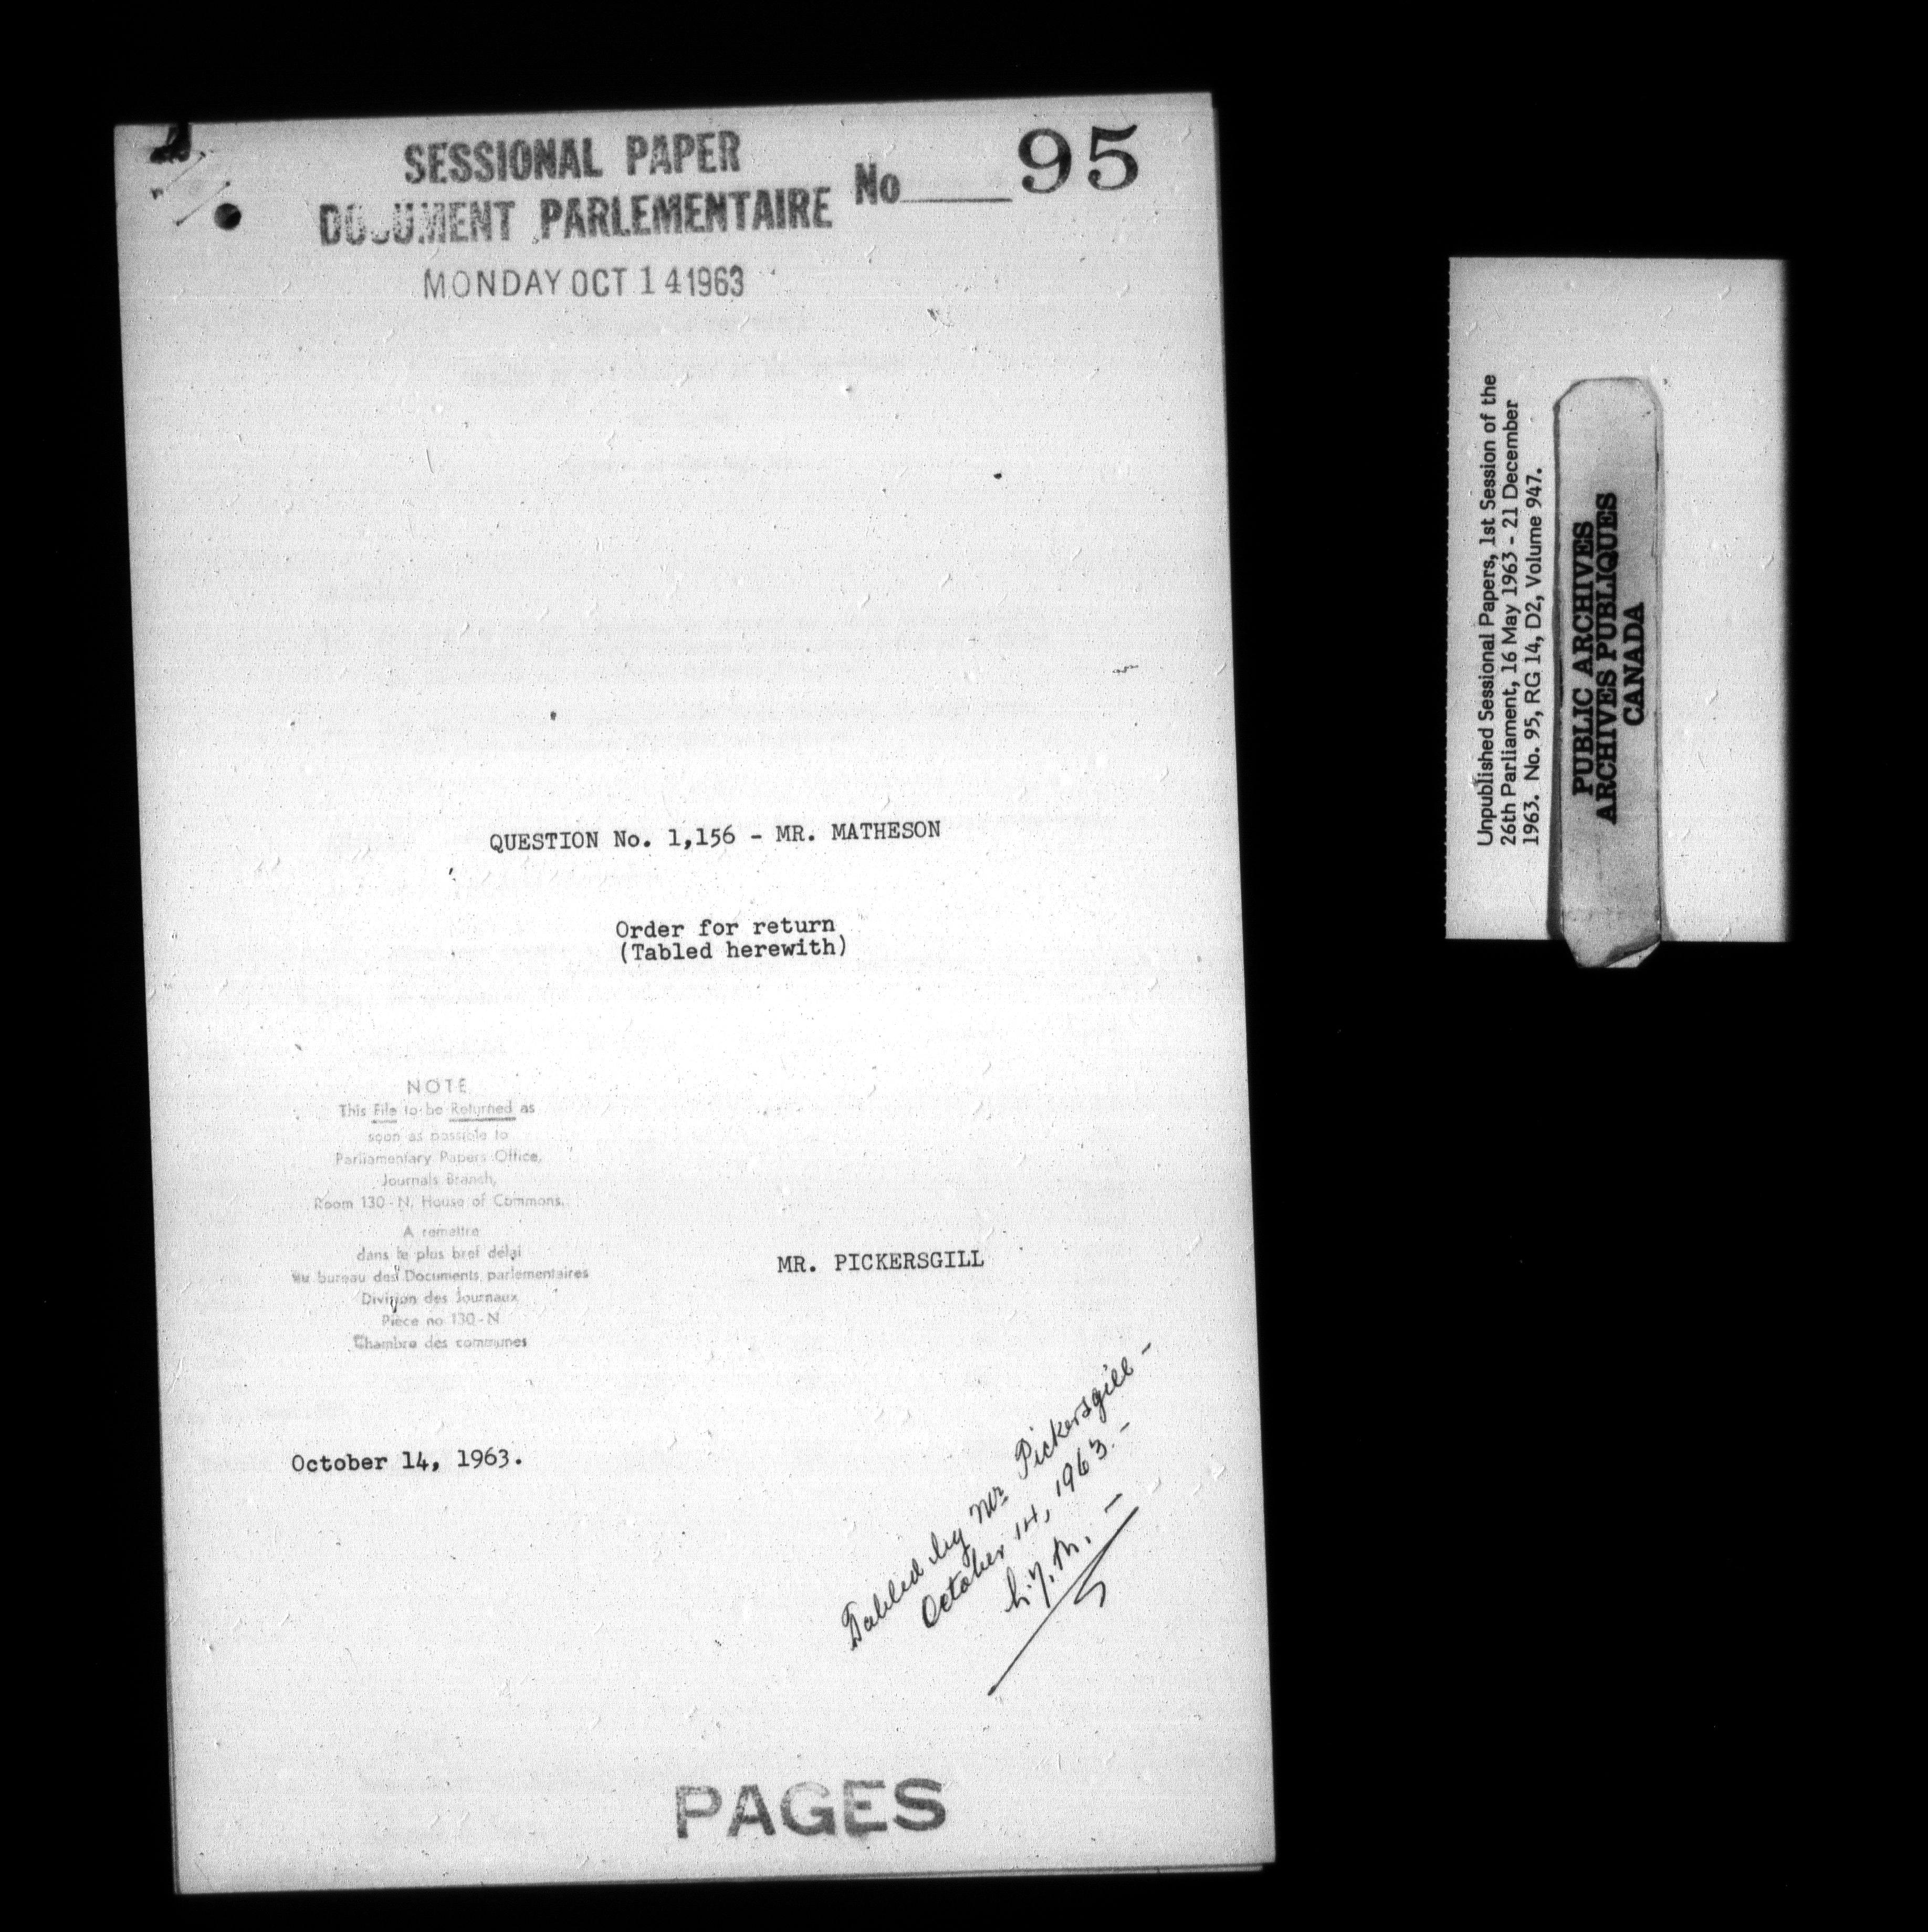 SESSIONAL PAPER
DOCUMENT PARLEMENTAIRE
No 95
MONDAY OCT 14 1963
QUESTION No. 1,156 - MR. MATHESON
Order for return
(Tabled herewith)
NOTE
This File to be Returned as
soon as possible to
Parliamentary Papers Office,
Journals Branch,
Room 130-N, House of Commons.
A remettre
dans le plus bref délai
au bureau des Documents parlementaires
Division des Journaux
Pièce no 130-N
Chambre des communes
MR. PICKERSGILL
October 14, 1963.
Tabled by Mr Pickersgill -
October 14, 1963. -
PAGES
Unpublished Sessional Papers, 1st Session of the
26th Parliament, 16 May 1963 - 21 December
1963. No. 95, RG 14, D2, Volume 947.
PUBLIC ARCHIVES
ARCHIVES PUBLIQUES
CANADA